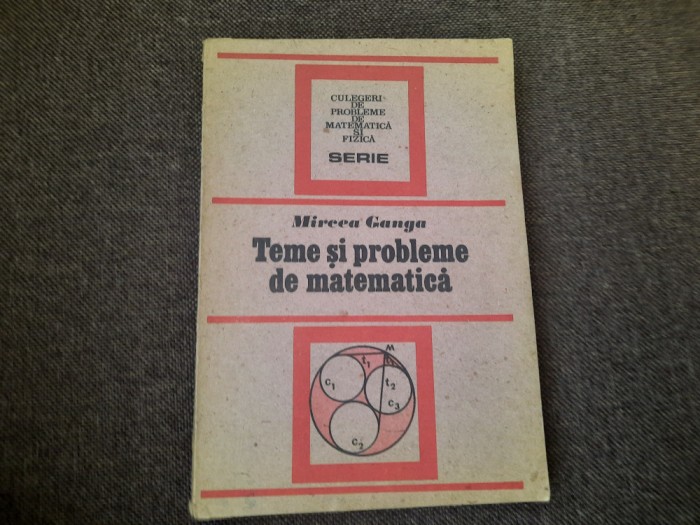 CULEGERI
DE
PROBLEME
DE
MATEMATICĂ
ȘI
FIZICĂ
SERIE
Mircea Ganga
Teme și probleme
de matematică
M
t₁
C₁
t₂
C₃
C₂